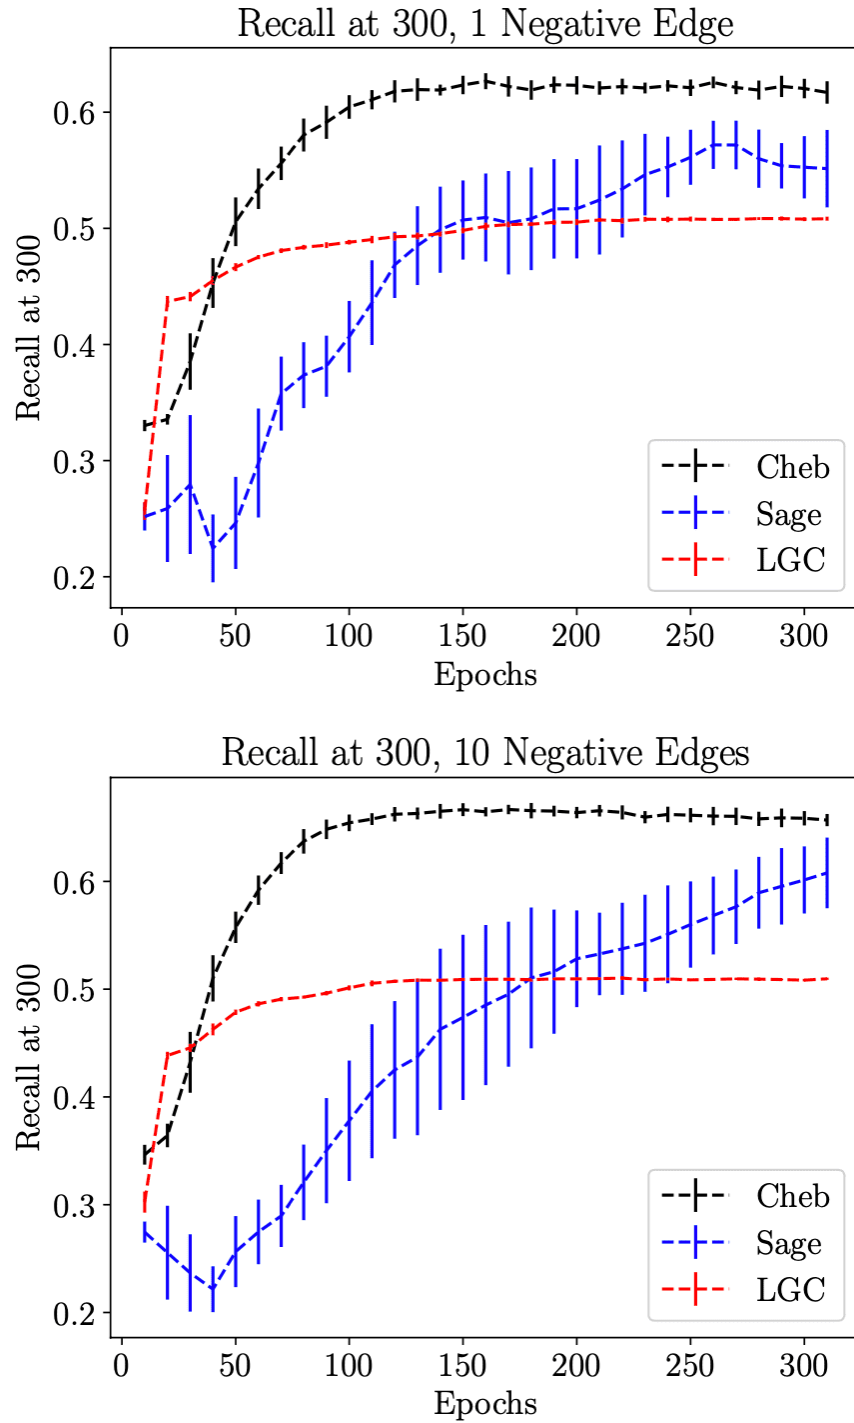 Recall at 300, 1 Negative Edge
Recall at 300
0.6
0.5
0.4
0.3
0.2
Cheb
Sage
LGC
0 50 100 150 200 250 300
Epochs
Recall at 300, 10 Negative Edges
Recall at 300
0.6
0.5
0.4
0.3
0.2
Cheb
Sage
LGC
0 50 100 150 200 250 300
Epochs